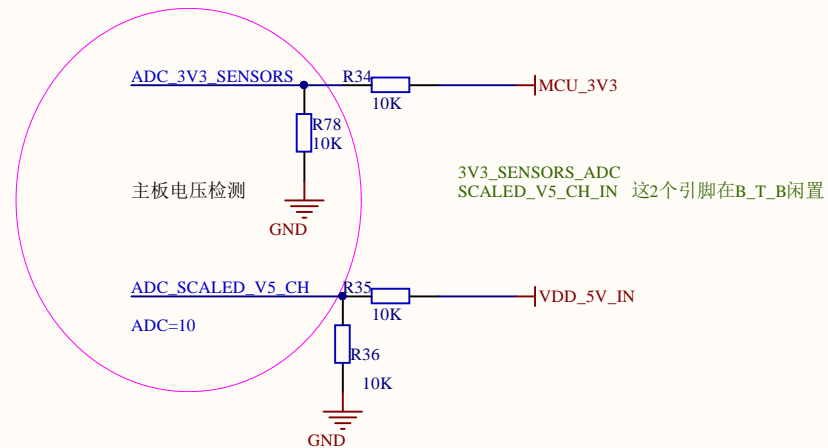 ADC_3V3_SENSORS
R34
10K
MCU_3V3
R78
10K
主板电压检测
3V3_SENSORS_ADC
SCALED_V5_CH_IN 这2个引脚在B_T_B闲置
GND
ADC_SCALED_V5_CH
R35
10K
VDD_5V_IN
ADC=10
R36
10K
GND